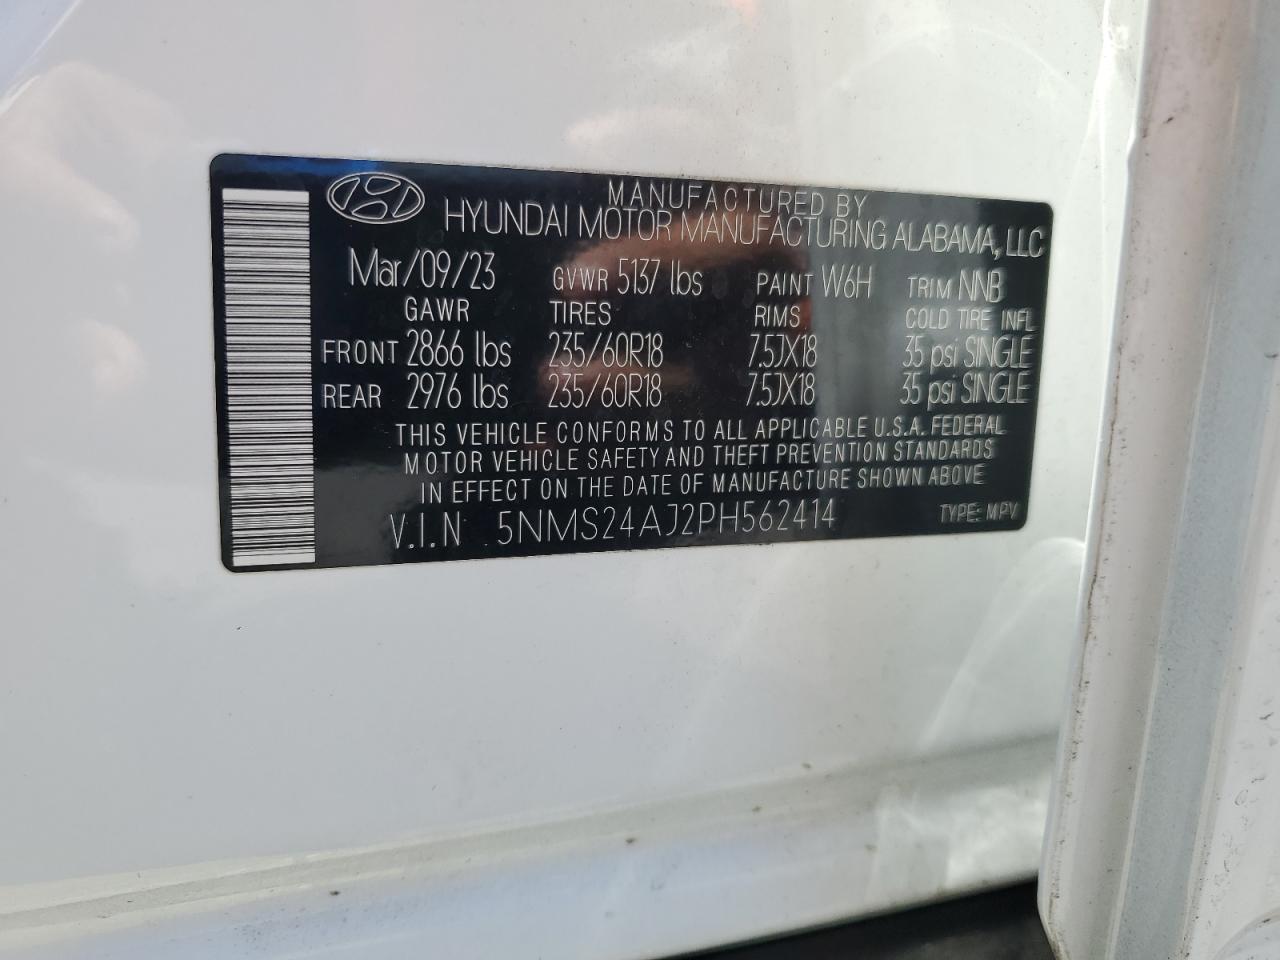 MANUFACTURED BY
HYUNDAI MOTOR MANUFACTURING ALABAMA, LLC
Mar/09/23 GVWR 5137 lbs PAINT W6H TRIM NNB
GAWR TIRES RIMS COLD TIRE INFL
FRONT 2866 lbs 235/60R18 7.5JX18 35 psi SINGLE
REAR 2976 lbs 235/60R18 7.5JX18 35 psi SINGLE
THIS VEHICLE CONFORMS TO ALL APPLICABLE U.S.A. FEDERAL
MOTOR VEHICLE SAFETY AND THEFT PREVENTION STANDARDS
IN EFFECT ON THE DATE OF MANUFACTURE SHOWN ABOVE
V.I.N 5NMS24AJ2PH562414 TYPE: MPV